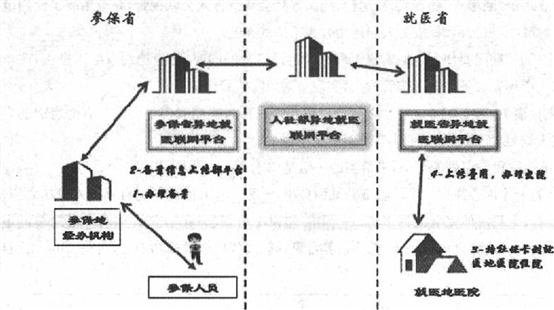 参保省
就医省
参保省异地就
医联网平台
人社部异地就医
联网平台
就医省异地就
医联网平台
2-备案信息上传部平台
1-办理备案
4-上传费用，办理出院
参保地
经办机构
3-持社保卡到就
医地医院住院
参保人员
就医地医院